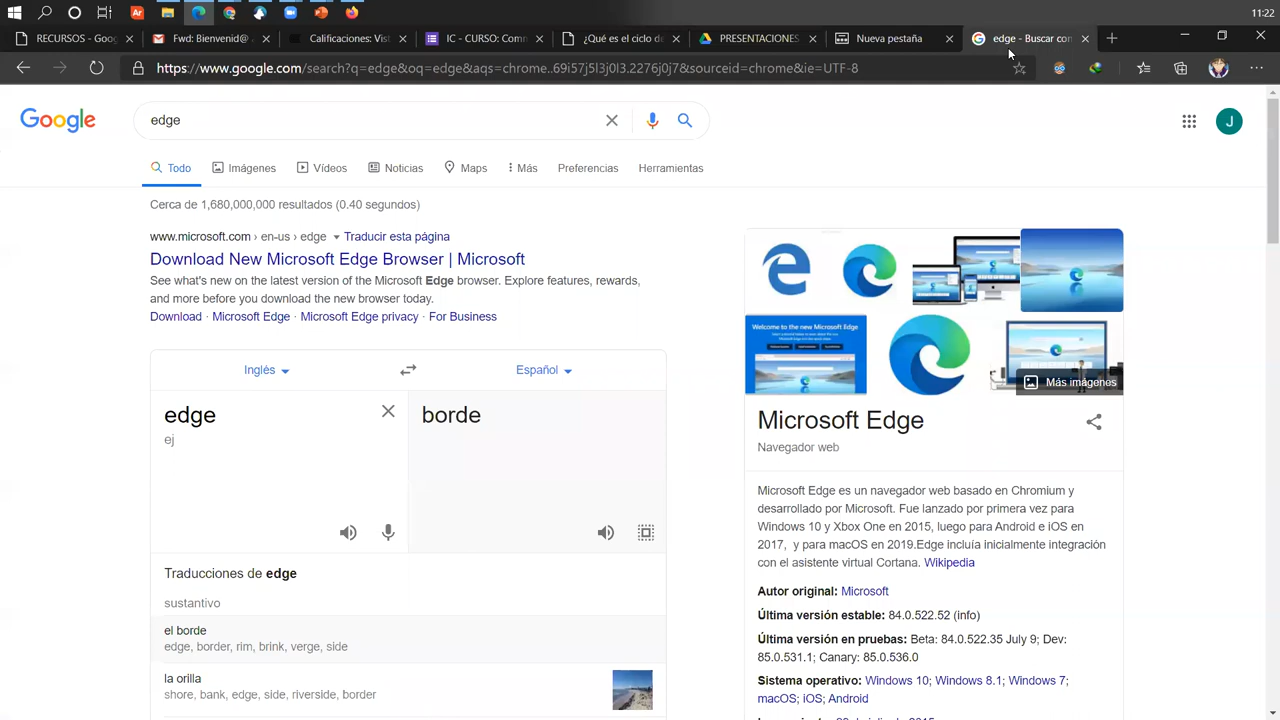 11:22
RECURSOS - Goog
Fwd: Bienvenid@
Calificaciones: Vist
IC - CURSO: Com
¿Qué es el ciclo de
PRESENTACIONES
Nueva pestaña
edge - Buscar con
https://www.google.com/search?q=edge&oq=edge&aqs=chrome..69i57j5l3j0l3.2276j0j7&sourceid=chrome&ie=UTF-8
Google
edge
J
Todo
Imágenes
Vídeos
Noticias
Maps
Más
Preferencias
Herramientas
Cerca de 1,680,000,000 resultados (0.40 segundos)
www.microsoft.com › en-us › edge ▾ Traducir esta página
Download New Microsoft Edge Browser | Microsoft
See what's new on the latest version of the Microsoft Edge browser. Explore features, rewards,
and more before you download the new browser today.
Download · Microsoft Edge · Microsoft Edge privacy · For Business
Inglés
Español
edge
ej
borde
Traducciones de edge
sustantivo
el borde
edge, border, rim, brink, verge, side
la orilla
shore, bank, edge, side, riverside, border
Welcome to the new Microsoft Edge
Más imágenes
Microsoft Edge
Navegador web
Microsoft Edge es un navegador web basado en Chromium y
desarrollado por Microsoft. Fue lanzado por primera vez para
Windows 10 y Xbox One en 2015, luego para Android e iOS en
2017, y para macOS en 2019.Edge incluía inicialmente integración
con el asistente virtual Cortana. Wikipedia
Autor original: Microsoft
Última versión estable: 84.0.522.52 (info)
Última versión en pruebas: Beta: 84.0.522.35 July 9; Dev:
85.0.531.1; Canary: 85.0.536.0
Sistema operativo: Windows 10; Windows 8.1; Windows 7;
macOS; iOS; Android